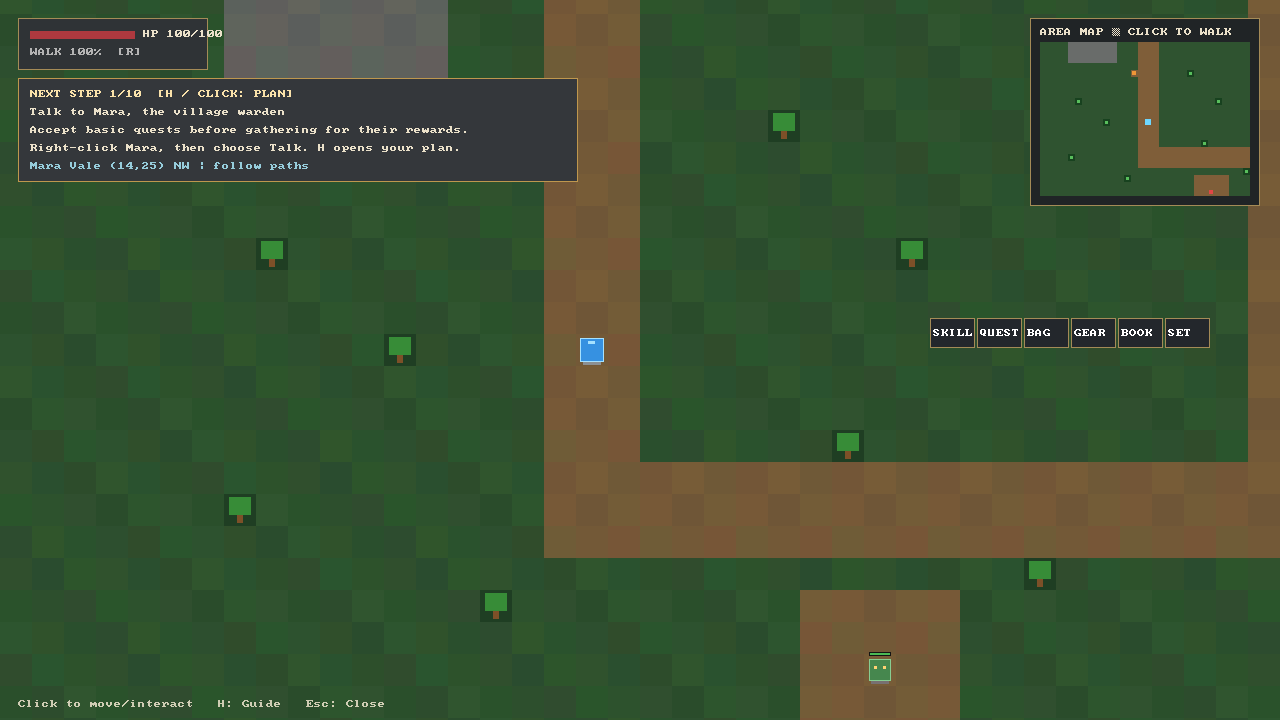 HP 100/100
WALK 100% [R]
AREA MAP ▒ CLICK TO WALK
NEXT STEP 1/10 [H / CLICK: PLAN]
Talk to Mara, the village warden
Accept basic quests before gathering for their rewards.
Right-click Mara, then choose Talk. H opens your plan.
Mara Vale (14,25) NW ¦ follow paths
SKILL QUEST BAG GEAR BOOK SET
Click to move/interact H: Guide Esc: Close